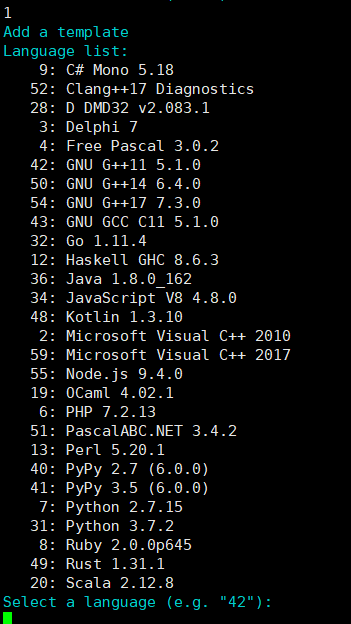 1
Add a template
Language list:
9: C# Mono 5.18
52: Clang++17 Diagnostics
28: D DMD32 v2.083.1
3: Delphi 7
4: Free Pascal 3.0.2
42: GNU G++11 5.1.0
50: GNU G++14 6.4.0
54: GNU G++17 7.3.0
43: GNU GCC C11 5.1.0
32: Go 1.11.4
12: Haskell GHC 8.6.3
36: Java 1.8.0_162
34: JavaScript V8 4.8.0
48: Kotlin 1.3.10
2: Microsoft Visual C++ 2010
59: Microsoft Visual C++ 2017
55: Node.js 9.4.0
19: OCaml 4.02.1
6: PHP 7.2.13
51: PascalABC.NET 3.4.2
13: Perl 5.20.1
40: PyPy 2.7 (6.0.0)
41: PyPy 3.5 (6.0.0)
7: Python 2.7.15
31: Python 3.7.2
8: Ruby 2.0.0p645
49: Rust 1.31.1
20: Scala 2.12.8
Select a language (e.g. "42"):